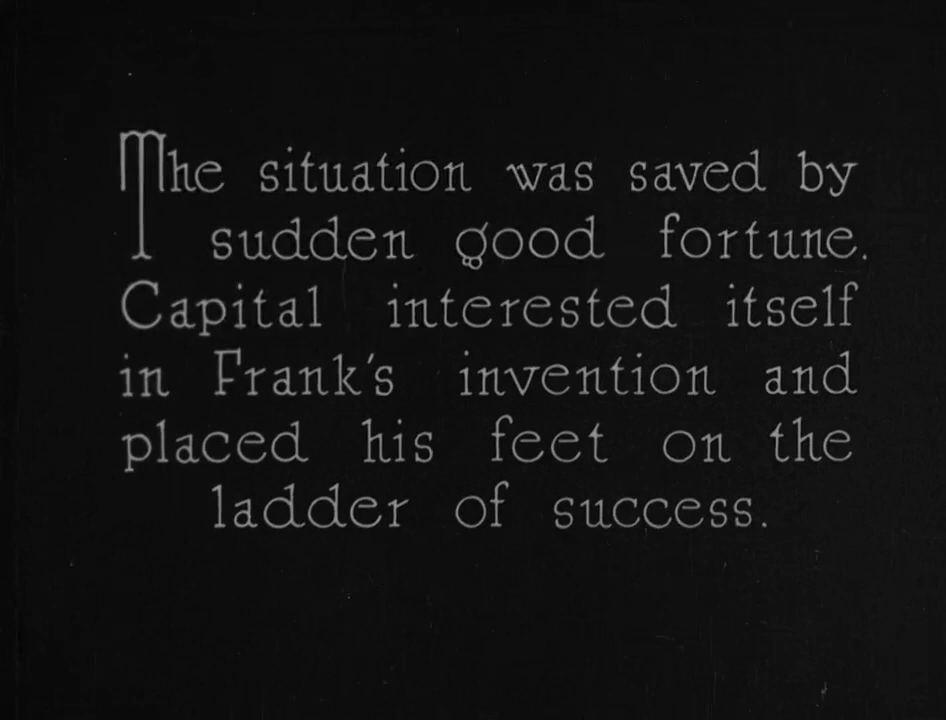 The situation was saved by
sudden good fortune.
Capital interested itself
in Frank's invention and
placed his feet on the
ladder of success.